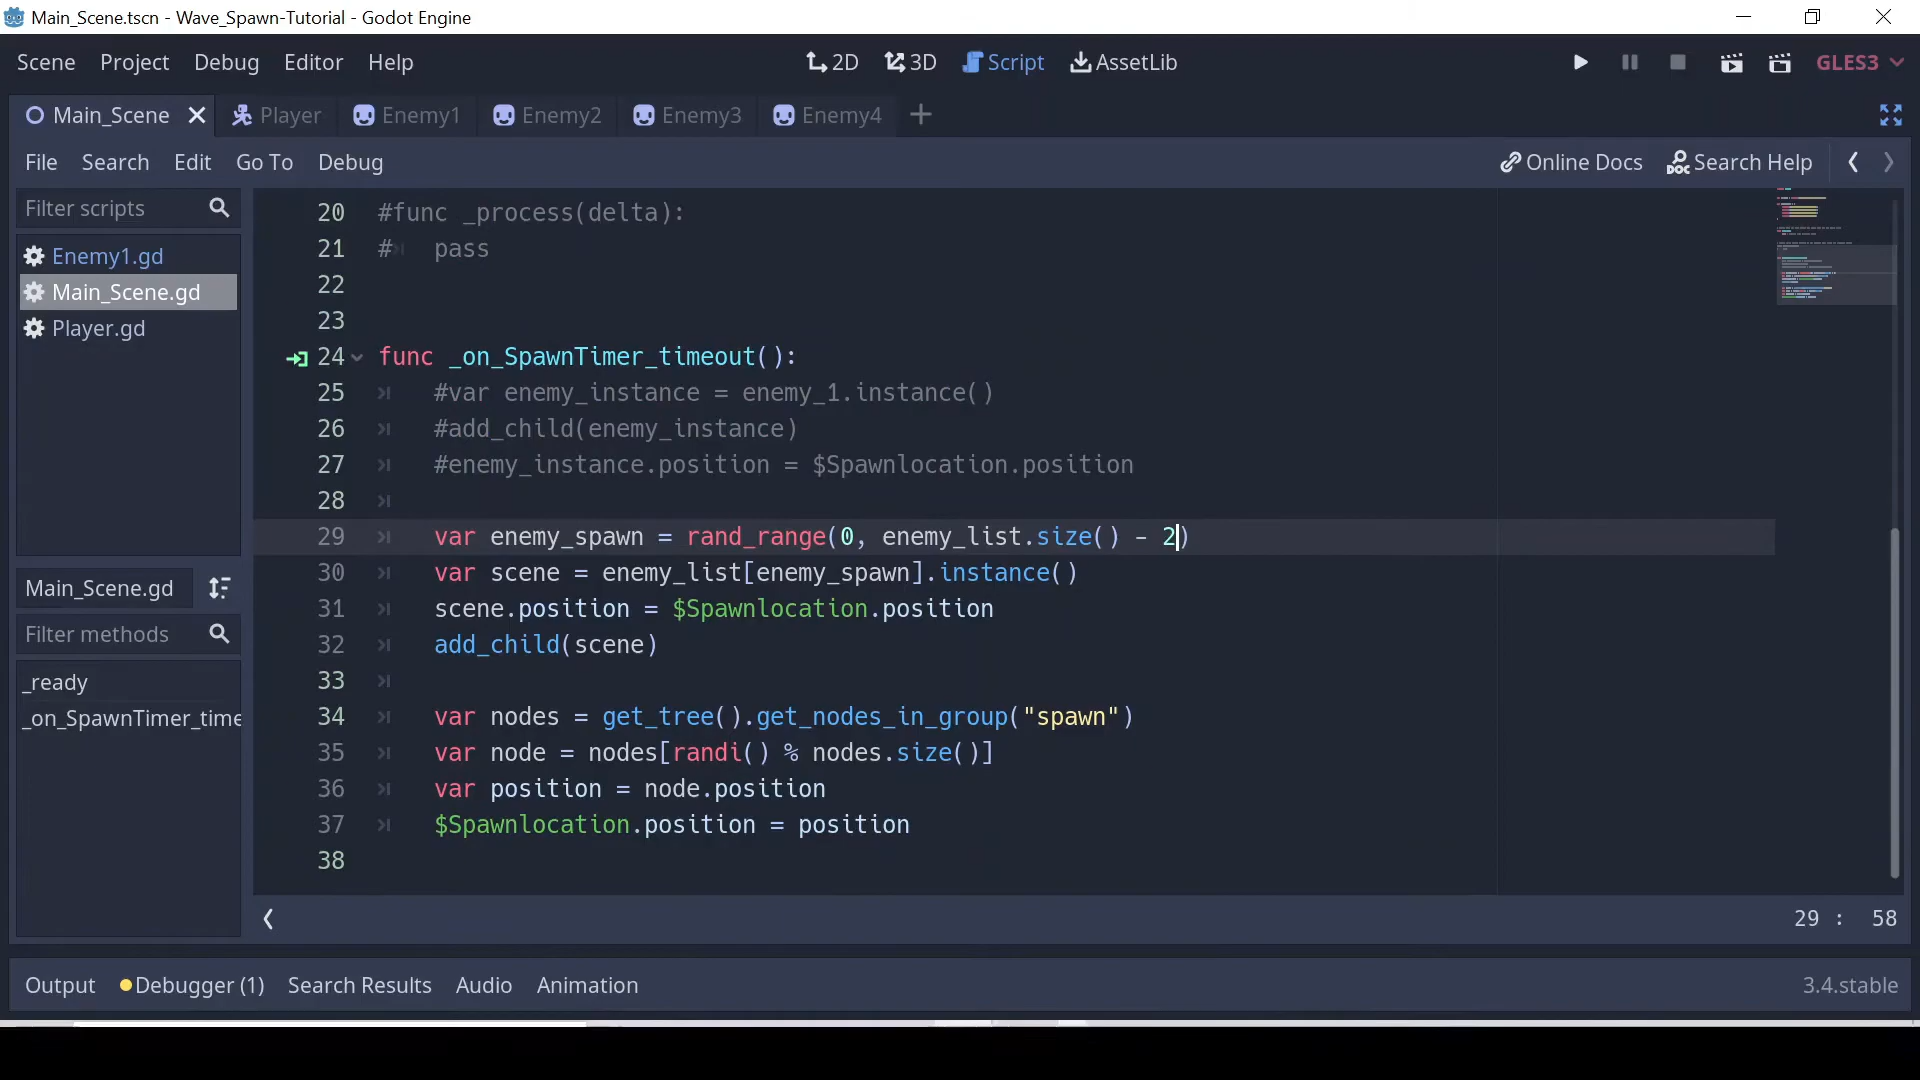 Main_Scene.tscn - Wave_Spawn-Tutorial - Godot Engine
Scene Project Debug Editor Help 2D 3D Script AssetLib GLES3
Main_Scene Player Enemy1 Enemy2 Enemy3 Enemy4
File Search Edit Go To Debug Online Docs Search Help
Filter scripts
Enemy1.gd
Main_Scene.gd
Player.gd
Main_Scene.gd
Filter methods
_ready
_on_SpawnTimer_time
20 #func _process(delta):
21 # pass
22
23
24 func _on_SpawnTimer_timeout():
25 #var enemy_instance = enemy_1.instance()
26 #add_child(enemy_instance)
27 #enemy_instance.position = $Spawnlocation.position
28
29 var enemy_spawn = rand_range(0, enemy_list.size() - 2)
30 var scene = enemy_list[enemy_spawn].instance()
31 scene.position = $Spawnlocation.position
32 add_child(scene)
33
34 var nodes = get_tree().get_nodes_in_group("spawn")
35 var node = nodes[randi() % nodes.size()]
36 var position = node.position
37 $Spawnlocation.position = position
38
29 : 58
Output Debugger (1) Search Results Audio Animation 3.4.stable